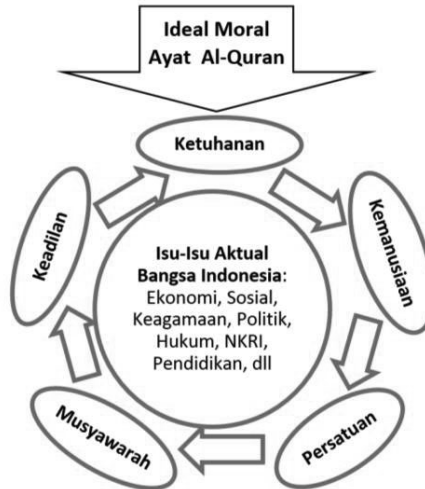 Ideal Moral
Ayat Al-Quran
Ketuhanan
Kemanusiaan
Persatuan
Musyawarah
Keadilan
Isu-Isu Aktual
Bangsa Indonesia:
Ekonomi, Sosial,
Keagamaan, Politik,
Hukum, NKRI,
Pendidikan, dll